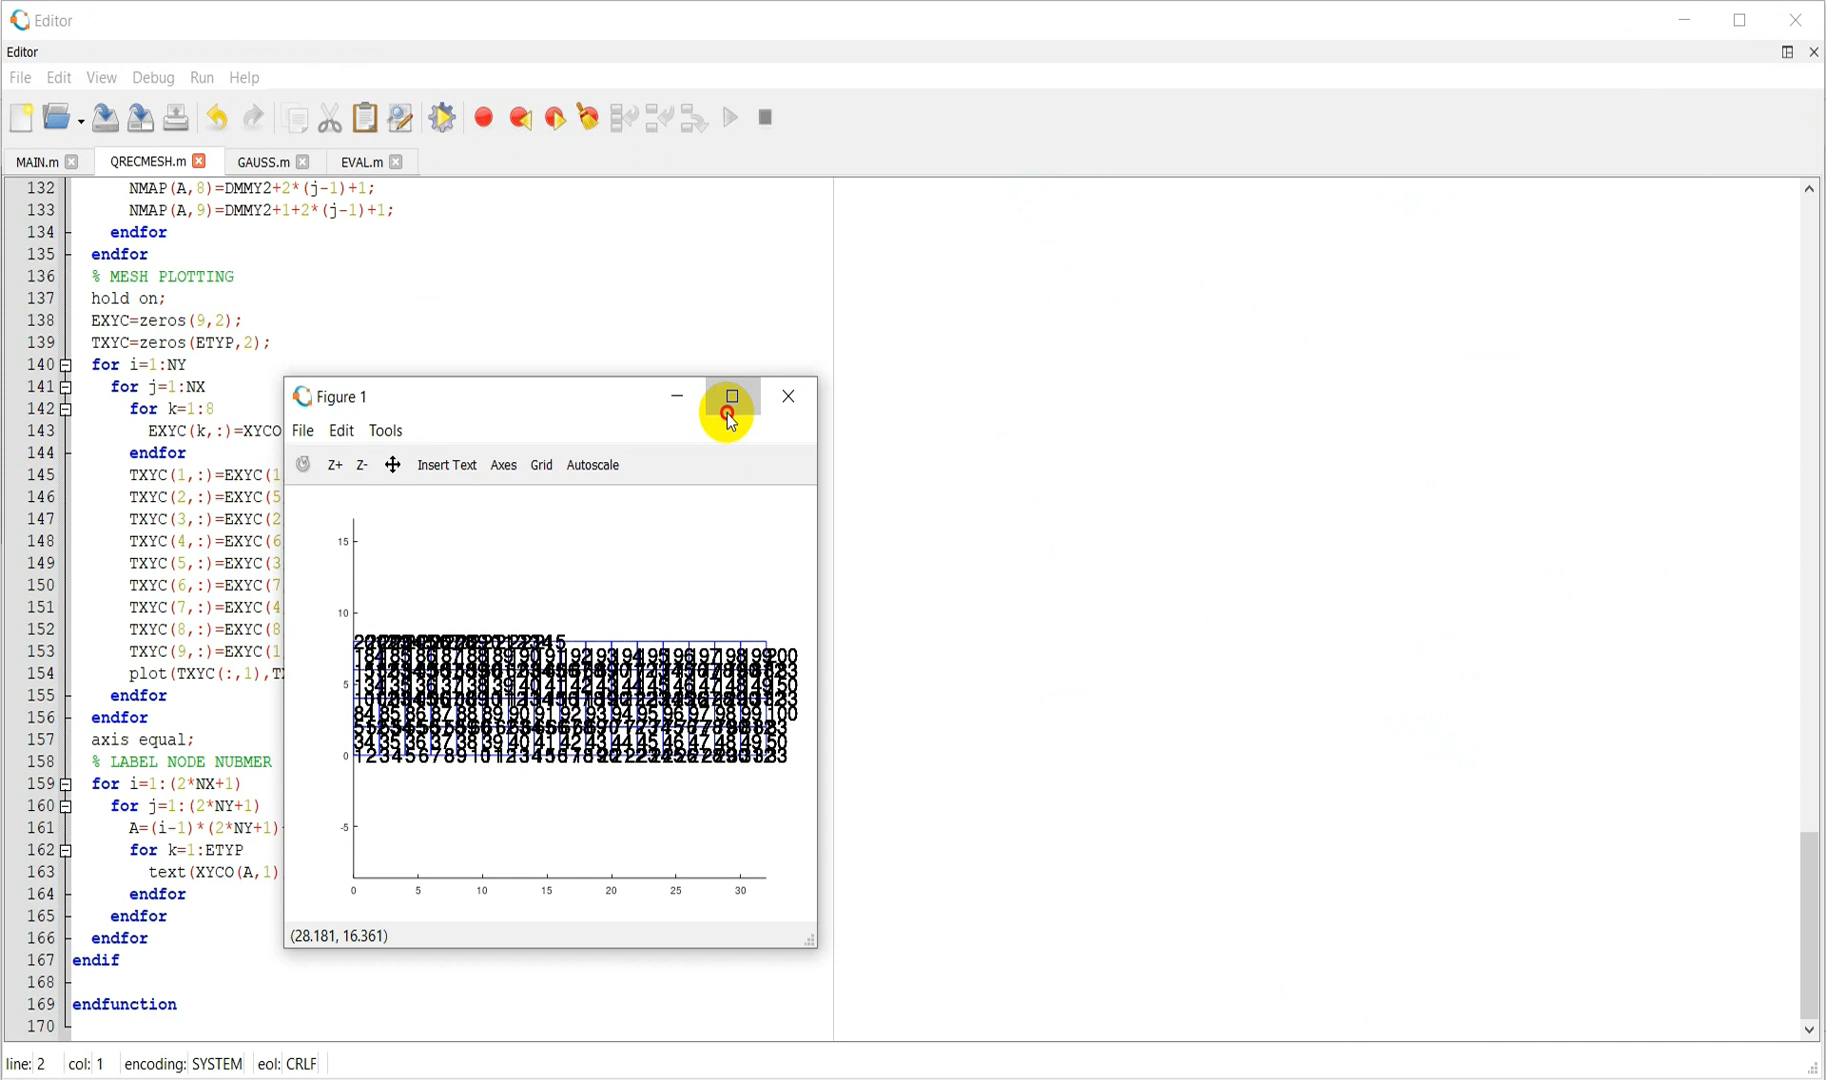 Editor
Editor
File Edit View Debug Run Help
MAIN.m QRECMESH.m GAUSS.m EVAL.m
132 NMAP(A,8)=DMMY2+2*(j-1)+1;
133 NMAP(A,9)=DMMY2+1+2*(j-1)+1;
134 endfor
135 endfor
136 % MESH PLOTTING
137 hold on;
138 EXYC=zeros(9,2);
139 TXYC=zeros(ETYP,2);
140 for i=1:NY
141 for j=1:NX
142 for k=1:8
143 EXYC(k,:)=XYCO
144 endfor
145 TXYC(1,:)=EXYC(1
146 TXYC(2,:)=EXYC(5
147 TXYC(3,:)=EXYC(2
148 TXYC(4,:)=EXYC(6
149 TXYC(5,:)=EXYC(3
150 TXYC(6,:)=EXYC(7
151 TXYC(7,:)=EXYC(4
152 TXYC(8,:)=EXYC(8
153 TXYC(9,:)=EXYC(1
154 plot(TXYC(:,1),TX
155 endfor
156 endfor
157 axis equal;
158 % LABEL NODE NUBMER
159 for i=1:(2*NX+1)
160 for j=1:(2*NY+1)
161 A=(i-1)*(2*NY+1)
162 for k=1:ETYP
163 text(XYCO(A,1)
164 endfor
165 endfor
166 endfor
167 endif
168
169 endfunction
170
Figure 1
File Edit Tools
Z+ Z- Insert Text Axes Grid Autoscale
15
10
5
0
-5
0 5 10 15 20 25 30
(28.181, 16.361)
line: 2 col: 1 encoding: SYSTEM eol: CRLF